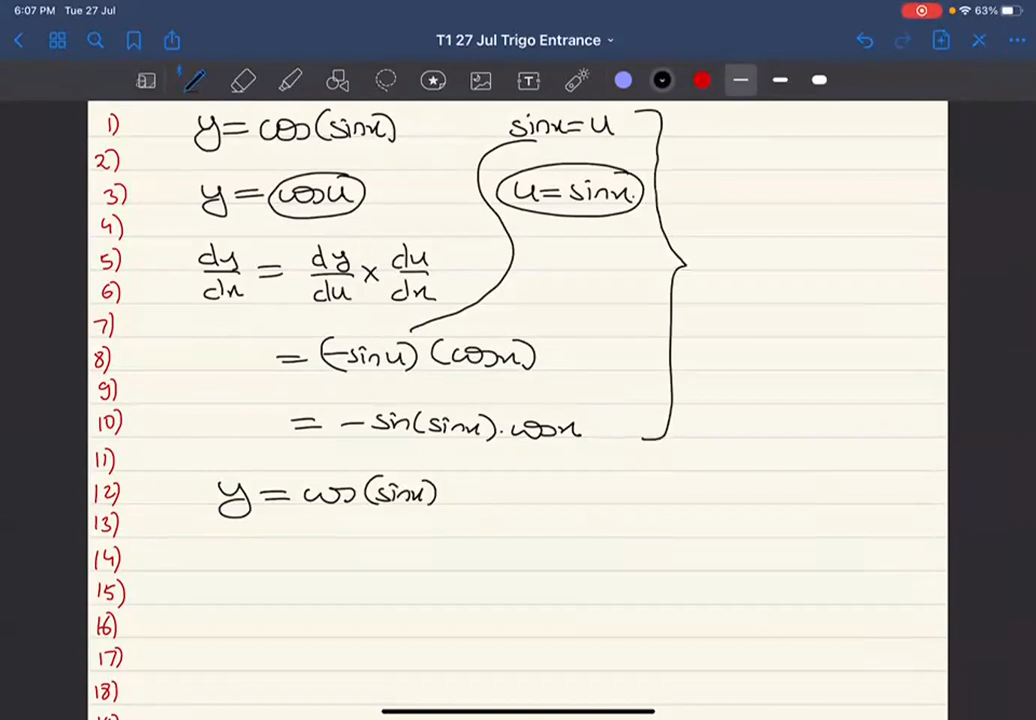 6:07 PM Tue 27 Jul 63%
T1 27 Jul Trigo Entrance
1) y = cos(sinx) sinx = u
2)
3) y = cosu u = sinx.
4)
5) dy/dx = dy/du × du/dx
6)
7)
8) = (-sinu) (cosx)
9)
10) = -sin(sinx). cosx
11)
12) y = cos(sinx)
13)
14)
15)
16)
17)
18)